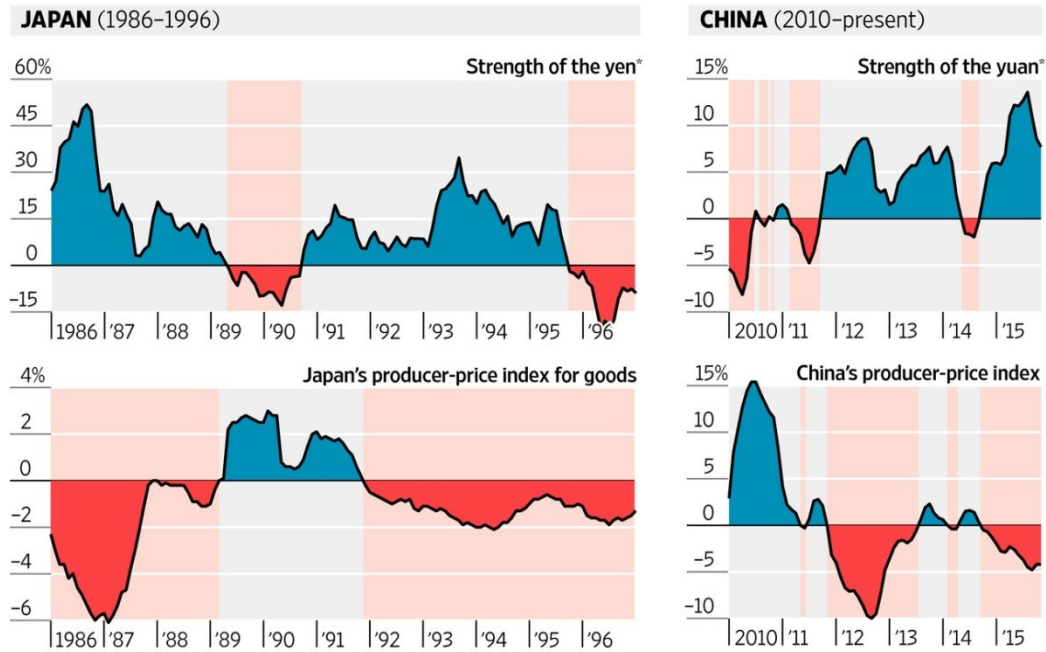 JAPAN (1986–1996)
Strength of the yen*
60%
45
30
15
0
–15
1986 '87 '88 '89 '90 '91 '92 '93 '94 '95 '96
Japan's producer-price index for goods
4%
2
0
–2
–4
–6
1986 '87 '88 '89 '90 '91 '92 '93 '94 '95 '96
CHINA (2010–present)
Strength of the yuan*
15%
10
5
0
–5
–10
2010 '11 '12 '13 '14 '15
China's producer-price index
15%
10
5
0
–5
–10
2010 '11 '12 '13 '14 '15